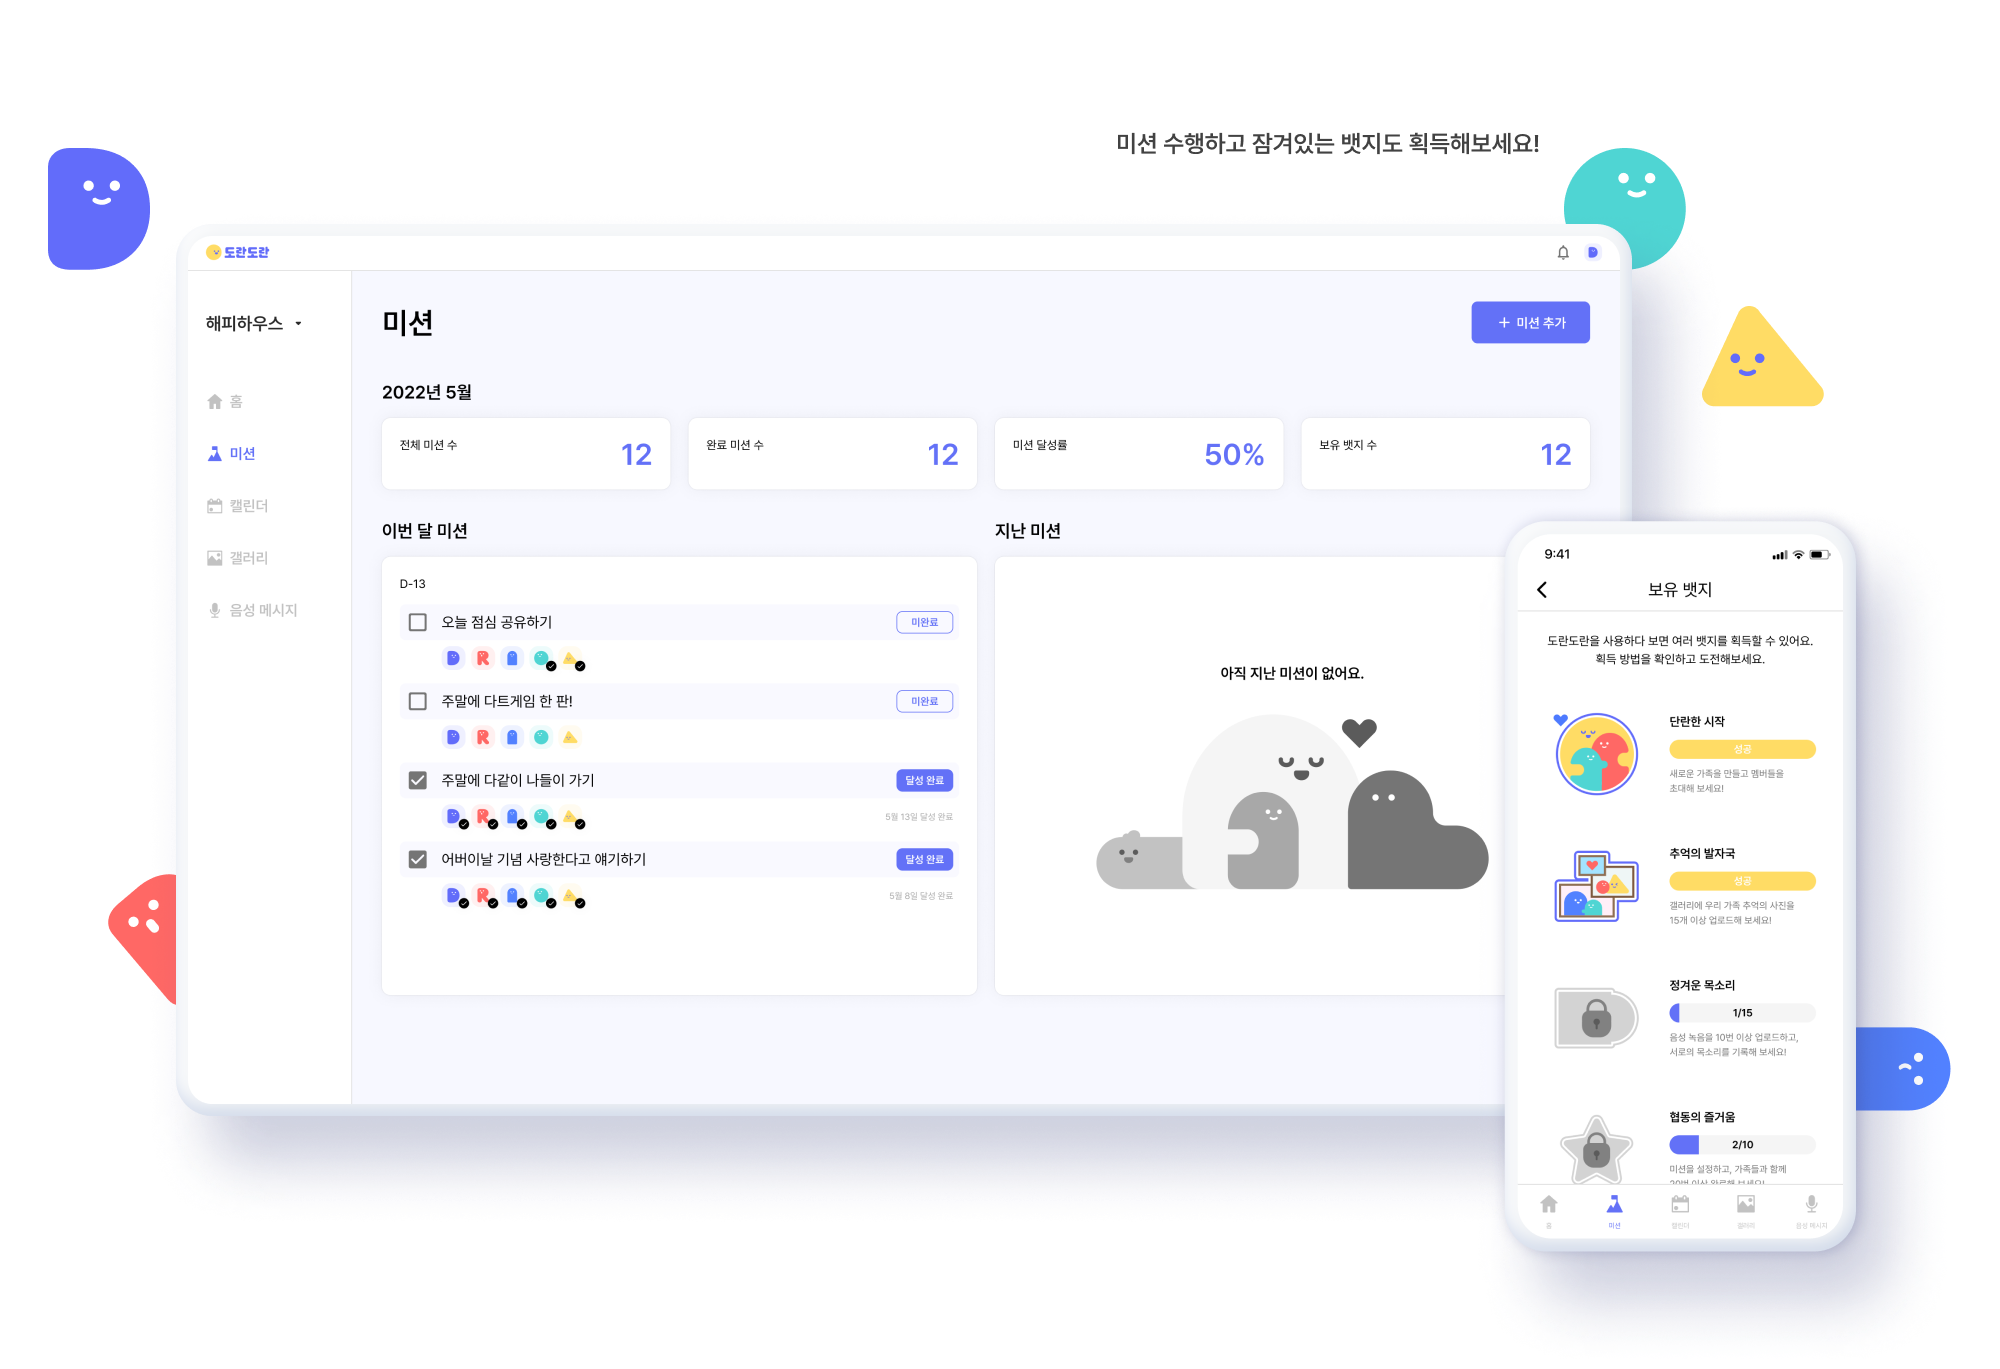 미션 수행하고 잠겨있는 뱃지도 획득해보세요!
도란도란
해피하우스
홈
미션
캘린더
갤러리
음성 메시지
미션
+ 미션 추가
2022년 5월
전체 미션 수
12
완료 미션 수
12
미션 달성률
50%
보유 뱃지 수
12
이번 달 미션
D-13
오늘 점심 공유하기
미완료
주말에 다트게임 한 판!
미완료
주말에 다같이 나들이 가기
달성 완료
5월 13일 달성 완료
어버이날 기념 사랑한다고 얘기하기
달성 완료
5월 8일 달성 완료
지난 미션
아직 지난 미션이 없어요.
9:41
보유 뱃지
도란도란을 사용하다 보면 여러 뱃지를 획득할 수 있어요.
획득 방법을 확인하고 도전해보세요.
단란한 시작
성공
새로운 가족을 만들고 멤버들을
초대해 보세요!
추억의 발자국
성공
갤러리에 우리 가족 추억의 사진을
15개 이상 업로드해 보세요!
정겨운 목소리
1/15
음성 녹음을 10번 이상 업로드하고,
서로의 목소리를 기록해 보세요!
협동의 즐거움
2/10
미션을 설정하고, 가족들과 함께
홈
미션
캘린더
갤러리
음성 메시지